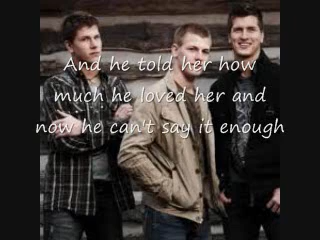 And he told her how
much he loved her and
now he can't say it enough